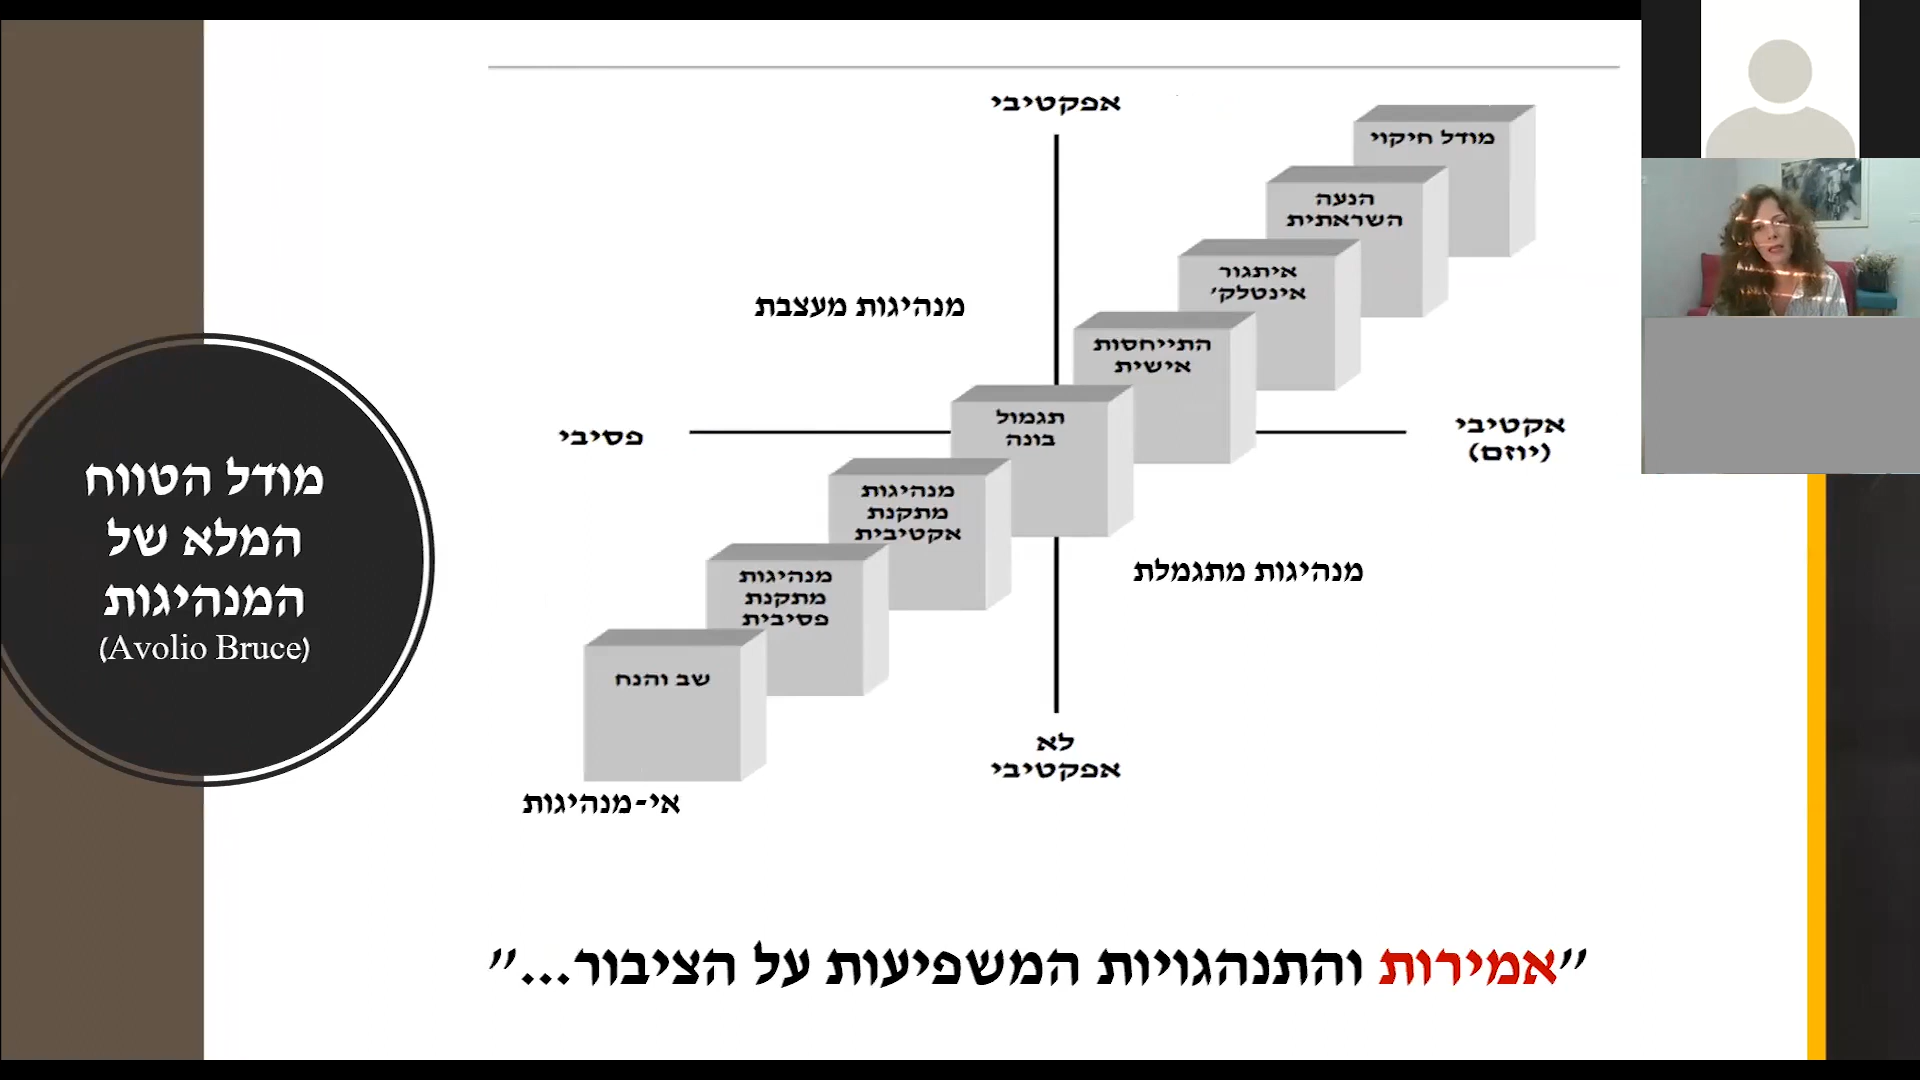 מודל הטווח
המלא של
המנהיגות
(Avolio Bruce)
אפקטיבי
מודל חיקוי
הנעה
השראתית
איתגור
אינטלק׳
מנהיגות מעצבת
התייחסות
אישית
תגמול
בונה
פסיבי
אקטיבי
(יוזם)
מנהיגות
מתקנת
אקטיבית
מנהיגות מתגמלת
מנהיגות
מתקנת
פסיבית
שב והנח
לא
אפקטיבי
אי-מנהיגות
"אמירות והתנהגויות המשפיעות על הציבור..."